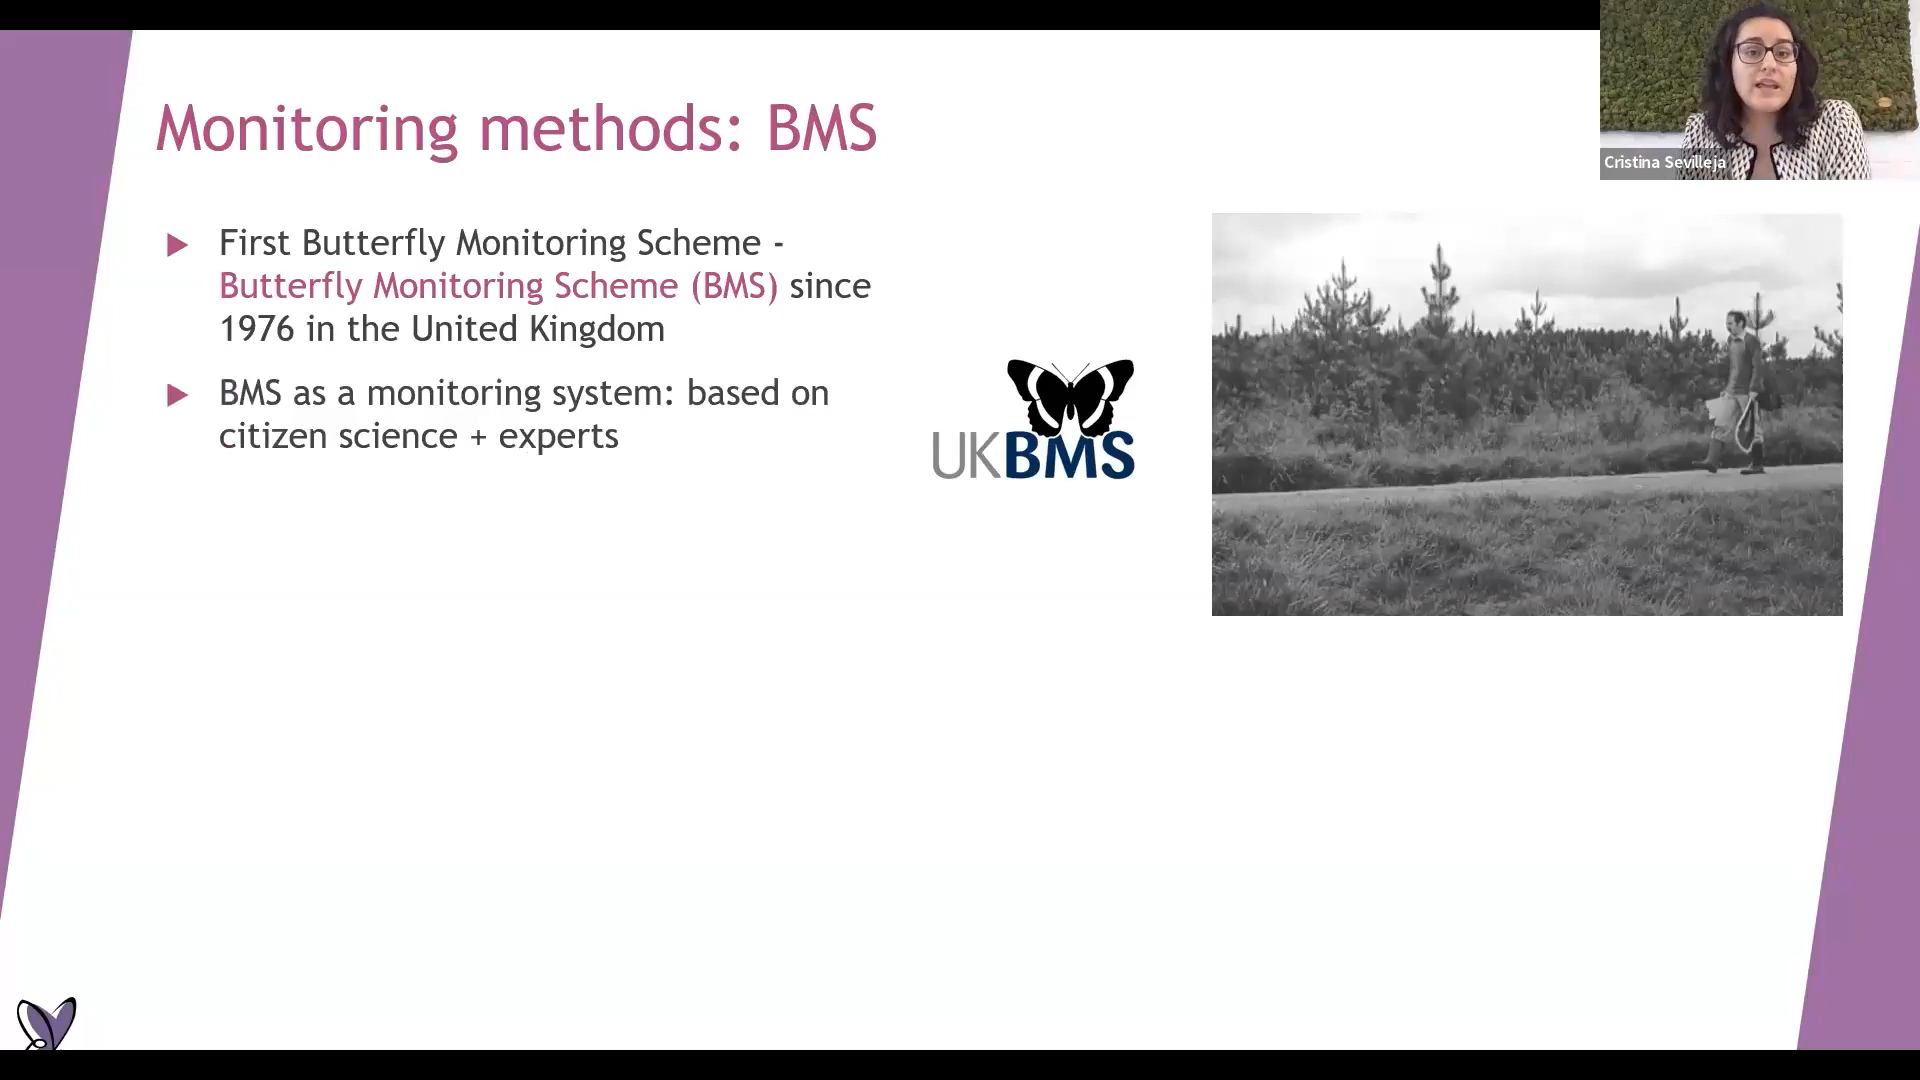 Monitoring methods: BMS
Cristina Sevilleja
First Butterfly Monitoring Scheme -
Butterfly Monitoring Scheme (BMS) since
1976 in the United Kingdom
BMS as a monitoring system: based on
citizen science + experts
UKBMS